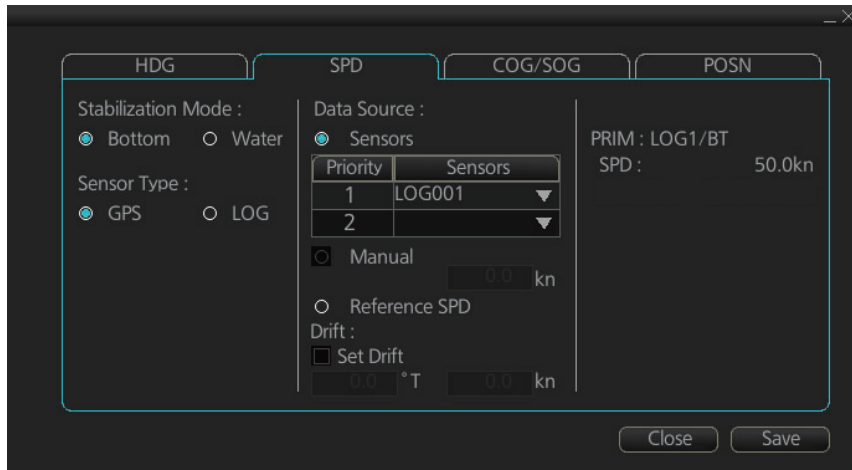 HDG SPD COG/SOG POSN
Stabilization Mode :
Bottom Water
Sensor Type :
GPS LOG
Data Source :
Sensors
Priority Sensors
1 LOG001
2
Manual
0.0 kn
Reference SPD
Drift :
Set Drift
0.0 °T 0.0 kn
PRIM : LOG1/BT
SPD : 50.0kn
Close Save